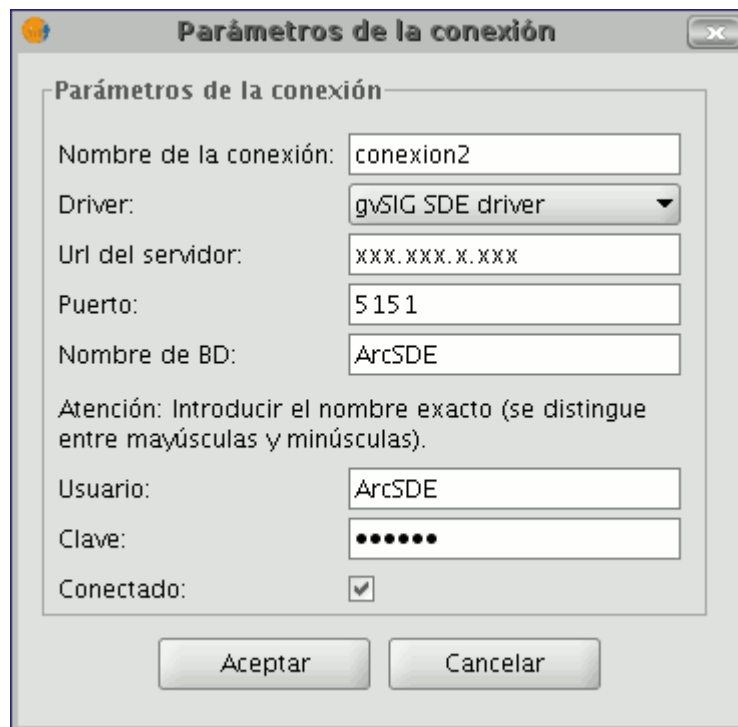 Parámetros de la conexión
Parámetros de la conexión
Nombre de la conexión: conexion2
Driver: gvSIG SDE driver
Url del servidor: xxx.xxx.x.xxx
Puerto: 5151
Nombre de BD: ArcSDE
Atención: Introducir el nombre exacto (se distingue
entre mayúsculas y minúsculas).
Usuario: ArcSDE
Clave: ••••••
Conectado:
Aceptar Cancelar